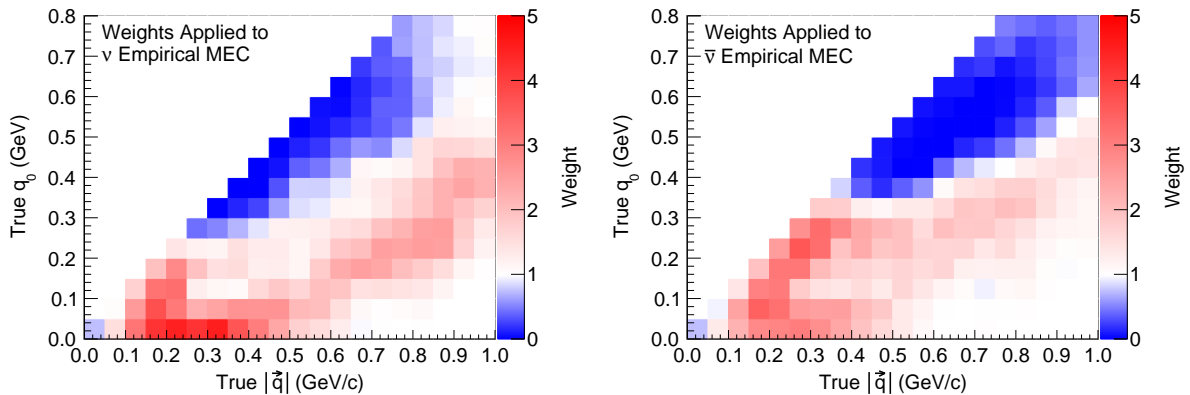 Weights Applied to
ν Empirical MEC
True q₀ (GeV)
0.8
0.7
0.6
0.5
0.4
0.3
0.2
0.1
0.0
0.0 0.1 0.2 0.3 0.4 0.5 0.6 0.7 0.8 0.9 1.0
True |q⃗| (GeV/c)
5
4
3
2
1
0
Weight
Weights Applied to
ν̄ Empirical MEC
True q₀ (GeV)
0.8
0.7
0.6
0.5
0.4
0.3
0.2
0.1
0.0
0.0 0.1 0.2 0.3 0.4 0.5 0.6 0.7 0.8 0.9 1.0
True |q⃗| (GeV/c)
5
4
3
2
1
0
Weight